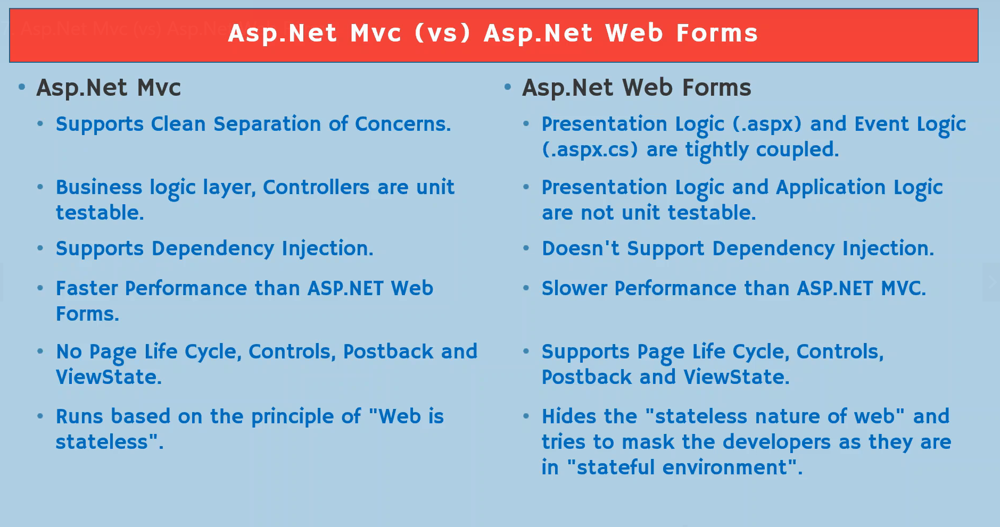 Asp.Net Mvc (vs) Asp.Net Web Forms
• Asp.Net Mvc
• Supports Clean Separation of Concerns.
• Business logic layer, Controllers are unit
testable.
• Supports Dependency Injection.
• Faster Performance than ASP.NET Web
Forms.
• No Page Life Cycle, Controls, Postback and
ViewState.
• Runs based on the principle of "Web is
stateless".
• Asp.Net Web Forms
• Presentation Logic (.aspx) and Event Logic
(.aspx.cs) are tightly coupled.
• Presentation Logic and Application Logic
are not unit testable.
• Doesn't Support Dependency Injection.
• Slower Performance than ASP.NET MVC.
• Supports Page Life Cycle, Controls,
Postback and ViewState.
• Hides the "stateless nature of web" and
tries to mask the developers as they are
in "stateful environment".